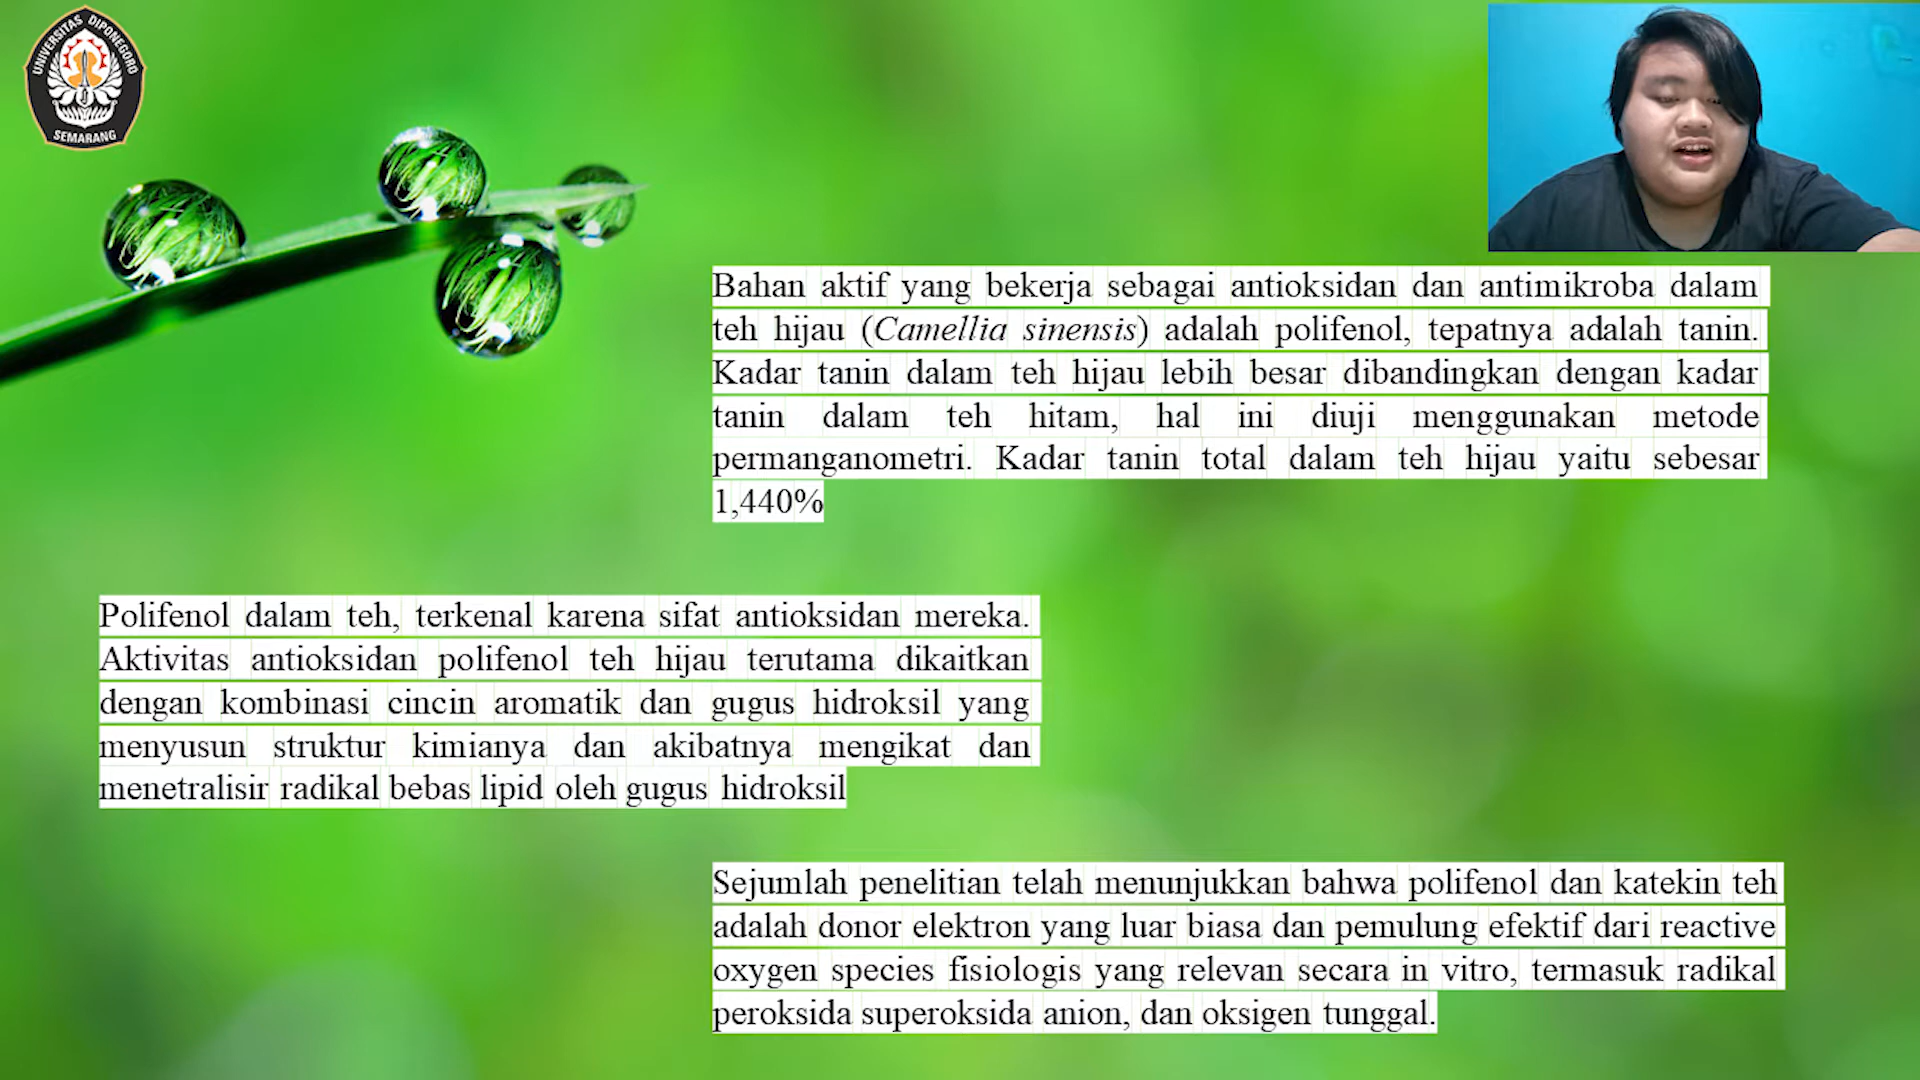 UNIVERSITAS DIPONEGORO
SEMARANG
Bahan aktif yang bekerja sebagai antioksidan dan antimikroba dalam
teh hijau (Camellia sinensis) adalah polifenol, tepatnya adalah tanin.
Kadar tanin dalam teh hijau lebih besar dibandingkan dengan kadar
tanin dalam teh hitam, hal ini diuji menggunakan metode
permanganometri. Kadar tanin total dalam teh hijau yaitu sebesar
1,440%
Polifenol dalam teh, terkenal karena sifat antioksidan mereka.
Aktivitas antioksidan polifenol teh hijau terutama dikaitkan
dengan kombinasi cincin aromatik dan gugus hidroksil yang
menyusun struktur kimianya dan akibatnya mengikat dan
menetralisir radikal bebas lipid oleh gugus hidroksil
Sejumlah penelitian telah menunjukkan bahwa polifenol dan katekin teh
adalah donor elektron yang luar biasa dan pemulung efektif dari reactive
oxygen species fisiologis yang relevan secara in vitro, termasuk radikal
peroksida superoksida anion, dan oksigen tunggal.